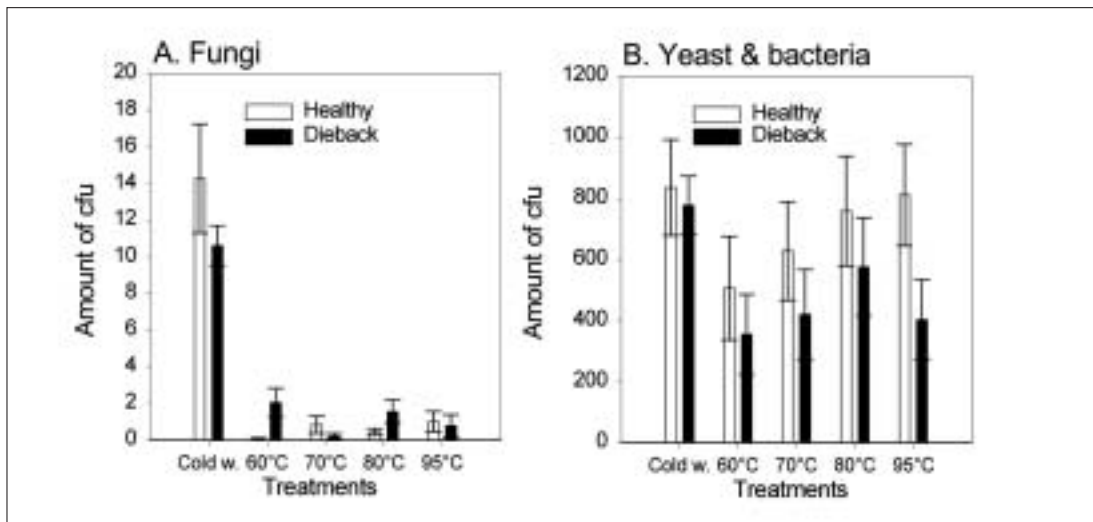 A. Fungi
20
18
16
14
12
10
8
6
4
2
0
Amount of cfu
Healthy
Dieback
Cold w. 60°C 70°C 80°C 95°C
Treatments
B. Yeast & bacteria
1200
1000
800
600
400
200
0
Amount of cfu
Healthy
Dieback
Cold w. 60°C 70°C 80°C 95°C
Treatments